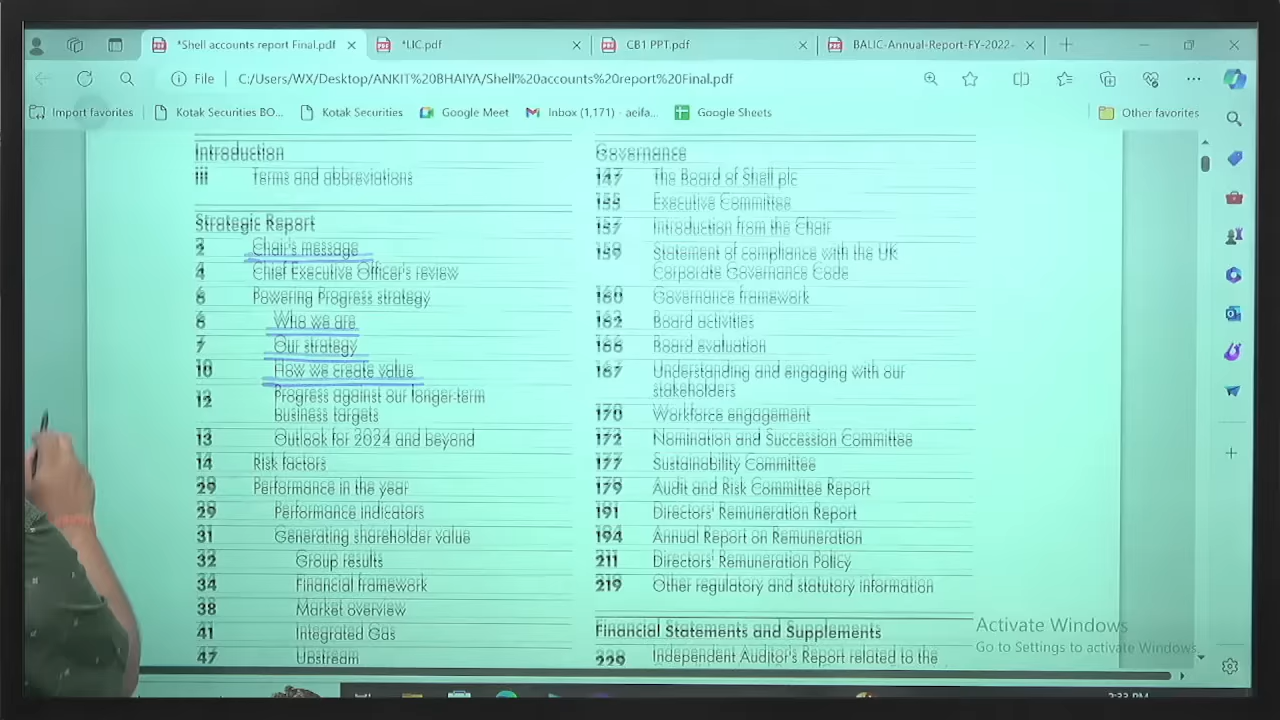 *Shell accounts report Final.pdf
*LIC.pdf
CB1 PPT.pdf
BALIC-Annual-Report-FY-2022-
File
C:/Users/WX/Desktop/ANKIT%20BHAIYA/Shell%20accounts%20report%20Final.pdf
Import favorites
Kotak Securities BO...
Kotak Securities
Google Meet
Inbox (1,171) - aeifa...
Google Sheets
Other favorites
Introduction
iii Terms and abbreviations
Strategic Report
2 Chair's message
4 Chief Executive Officer's review
6 Powering Progress strategy
6 Who we are
7 Our strategy
10 How we create value
12 Progress against our longer-term
Business targets
13 Outlook for 2024 and beyond
14 Risk factors
29 Performance in the year
29 Performance indicators
31 Generating shareholder value
32 Group results
34 Financial framework
38 Market overview
41 Integrated Gas
47 Upstream
Governance
147 The Board of Shell plc
155 Executive Committee
157 Introduction from the Chair
159 Statement of compliance with the UK
Corporate Governance Code
160 Governance framework
162 Board activities
166 Board evaluation
167 Understanding and engaging with our
stakeholders
170 Workforce engagement
172 Nomination and Succession Committee
177 Sustainability Committee
179 Audit and Risk Committee Report
191 Directors' Remuneration Report
194 Annual Report on Remuneration
211 Directors' Remuneration Policy
219 Other regulatory and statutory information
Financial Statements and Supplements
229 Independent Auditor's Report related to the
Activate Windows
Go to Settings to activate Windows.
2:33 PM